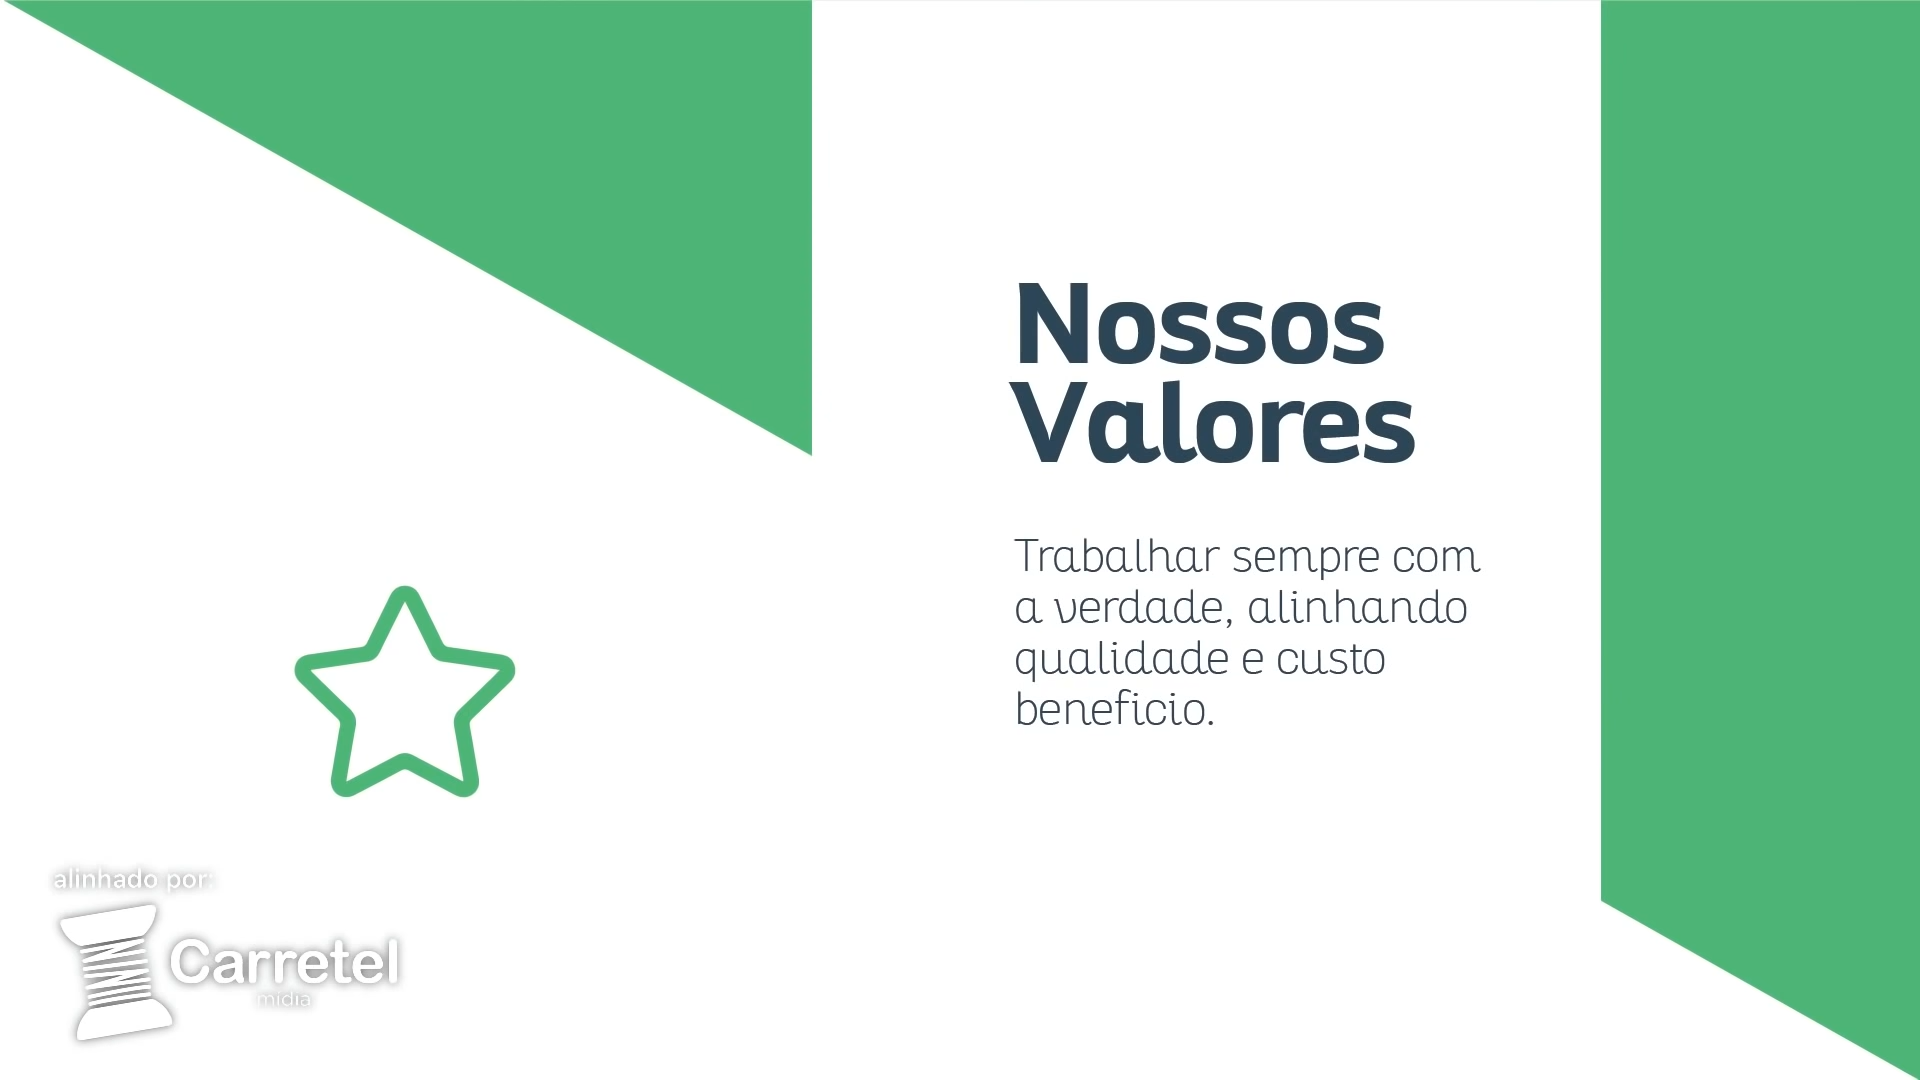 Nossos
Valores
Trabalhar sempre com
a verdade, alinhando
qualidade e custo
beneficio.
alinhado por:
Carretel
mídia